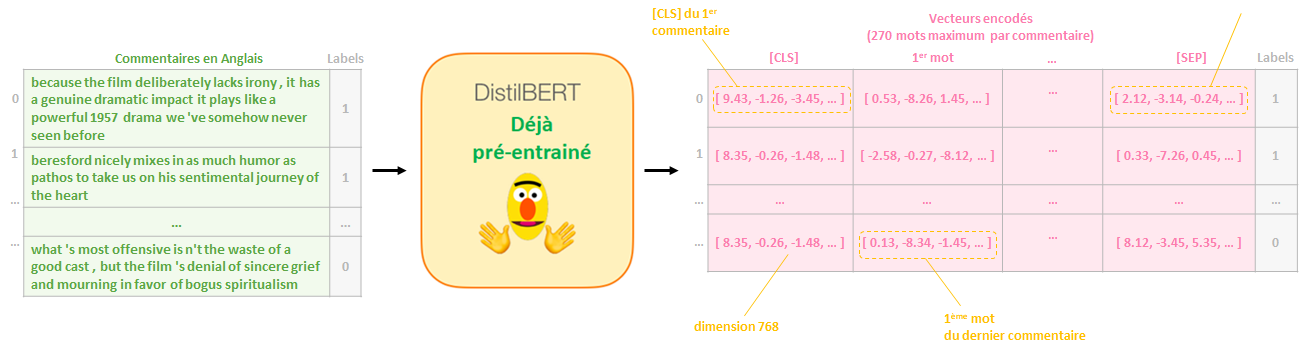 Commentaires en Anglais
Labels
0
because the film deliberately lacks irony , it has
a genuine dramatic impact it plays like a
powerful 1957 drama we 've somehow never
seen before
1
1
beresford nicely mixes in as much humor as
pathos to take us on his sentimental journey of
the heart
1
...
...
...
...
what 's most offensive is n't the waste of a
good cast , but the film 's denial of sincere grief
and mourning in favor of bogus spiritualism
0
DistilBERT
Déjà
pré-entrainé
[CLS] du 1er
commentaire
Vecteurs encodés
(270 mots maximum par commentaire)
[CLS]
1er mot
...
[SEP]
Labels
0
[ 9.43, -1.26, -3.45, ... ]
[ 0.53, -8.26, 1.45, ... ]
...
[ 2.12, -3.14, -0.24, ... ]
1
1
[ 8.35, -0.26, -1.48, ... ]
[ -2.58, -0.27, -8.12, ... ]
...
[ 0.33, -7.26, 0.45, ... ]
1
...
...
...
...
...
...
...
[ 8.35, -0.26, -1.48, ... ]
[ 0.13, -8.34, -1.45, ... ]
...
[ 8.12, -3.45, 5.35, ... ]
0
dimension 768
1ème mot
du dernier commentaire